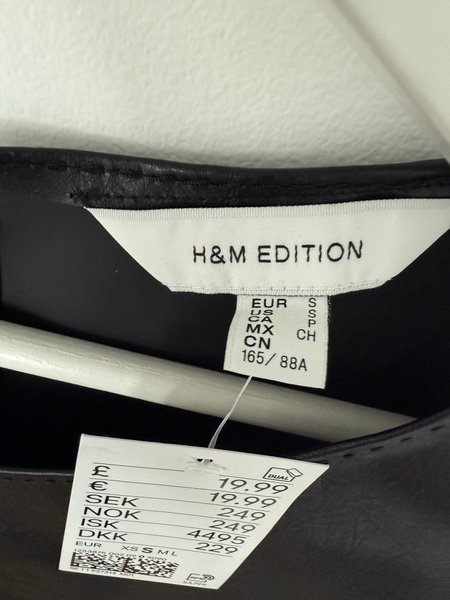 H&M EDITION
EUR S
US S
CA P
MX CH
CN
165/88A
DUAL
£ 19.99
€ 19.99
SEK 249
NOK 249
ISK 4495
DKK 229
EUR XS S M L